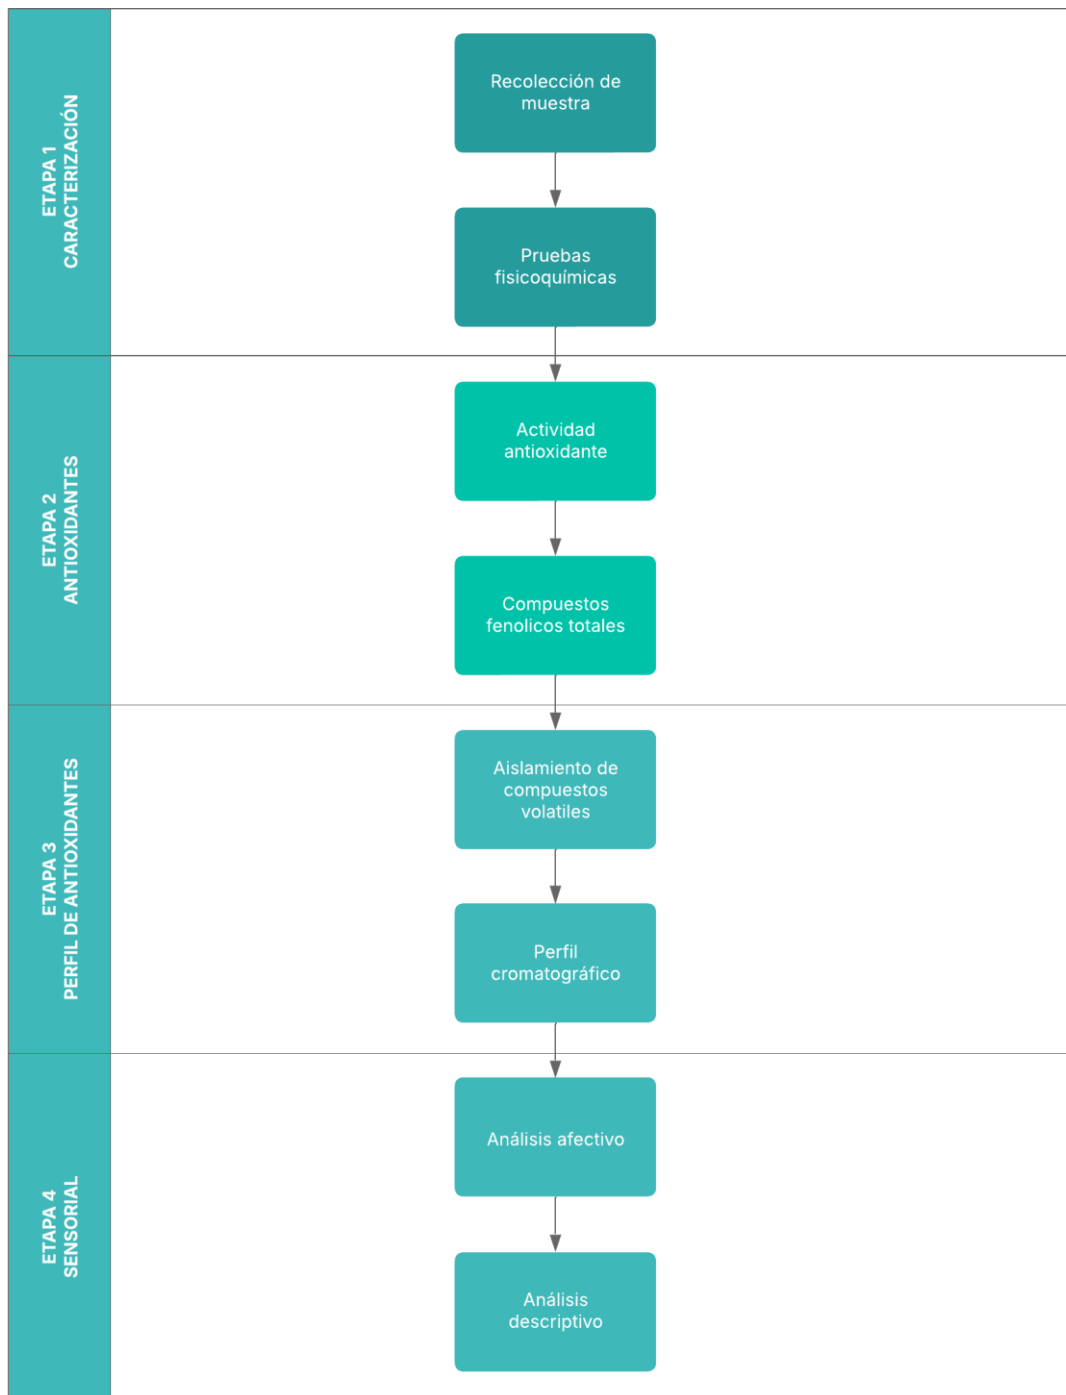 ETAPA 1
CARACTERIZACIÓN
Recolección de
muestra
Pruebas
fisicoquímicas
ETAPA 2
ANTIOXIDANTES
Actividad
antioxidante
Compuestos
fenolicos totales
ETAPA 3
PERFIL DE ANTIOXIDANTES
Aislamiento de
compuestos
volatiles
Perfil
cromatográfico
ETAPA 4
SENSORIAL
Análisis afectivo
Análisis
descriptivo